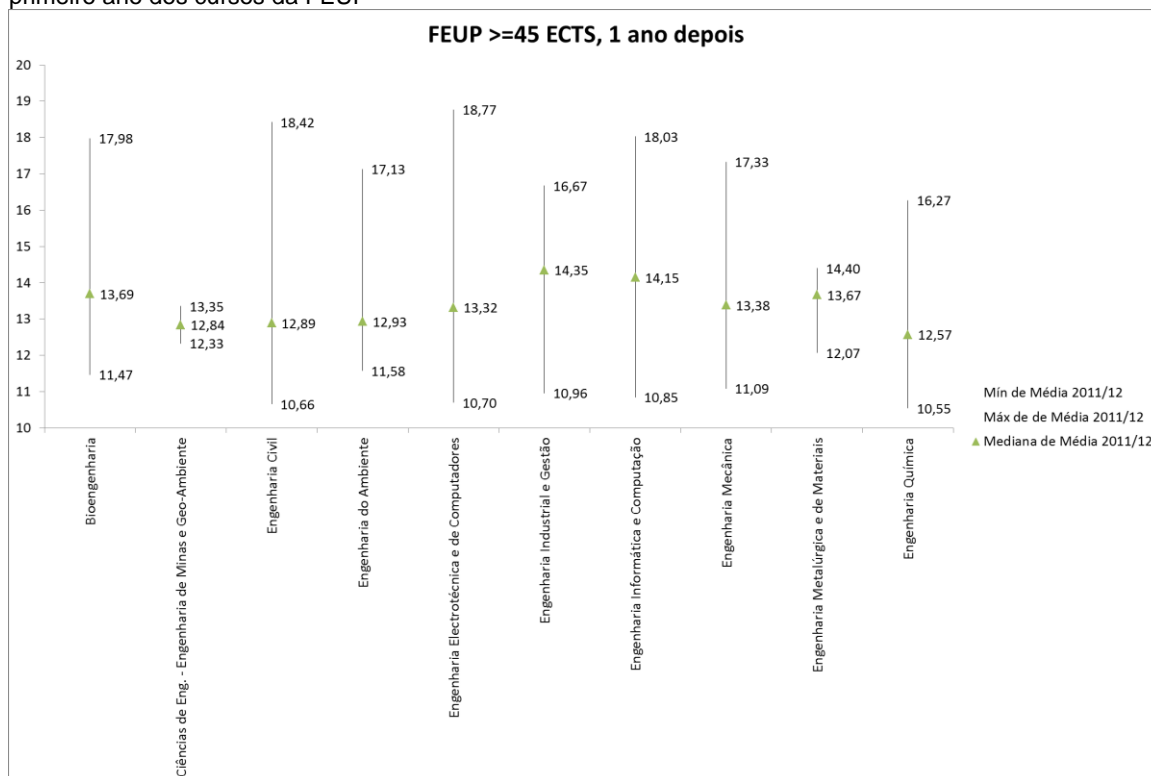 primeiro ano dos cursos da FEUP
FEUP >=45 ECTS, 1 ano depois
20
19
18
17
16
15
14
13
12
11
10
17,98
13,69
11,47
13,35
12,84
12,33
18,42
12,89
10,66
17,13
12,93
11,58
18,77
13,32
10,70
16,67
14,35
10,96
18,03
14,15
10,85
17,33
13,38
11,09
14,40
13,67
12,07
16,27
12,57
10,55
Mín de Média 2011/12
Máx de de Média 2011/12
Mediana de Média 2011/12
Bioengenharia
Ciências de Eng. - Engenharia de Minas e Geo-Ambiente
Engenharia Civil
Engenharia do Ambiente
Engenharia Electrotécnica e de Computadores
Engenharia Industrial e Gestão
Engenharia Informática e Computação
Engenharia Mecânica
Engenharia Metalúrgica e de Materiais
Engenharia Química